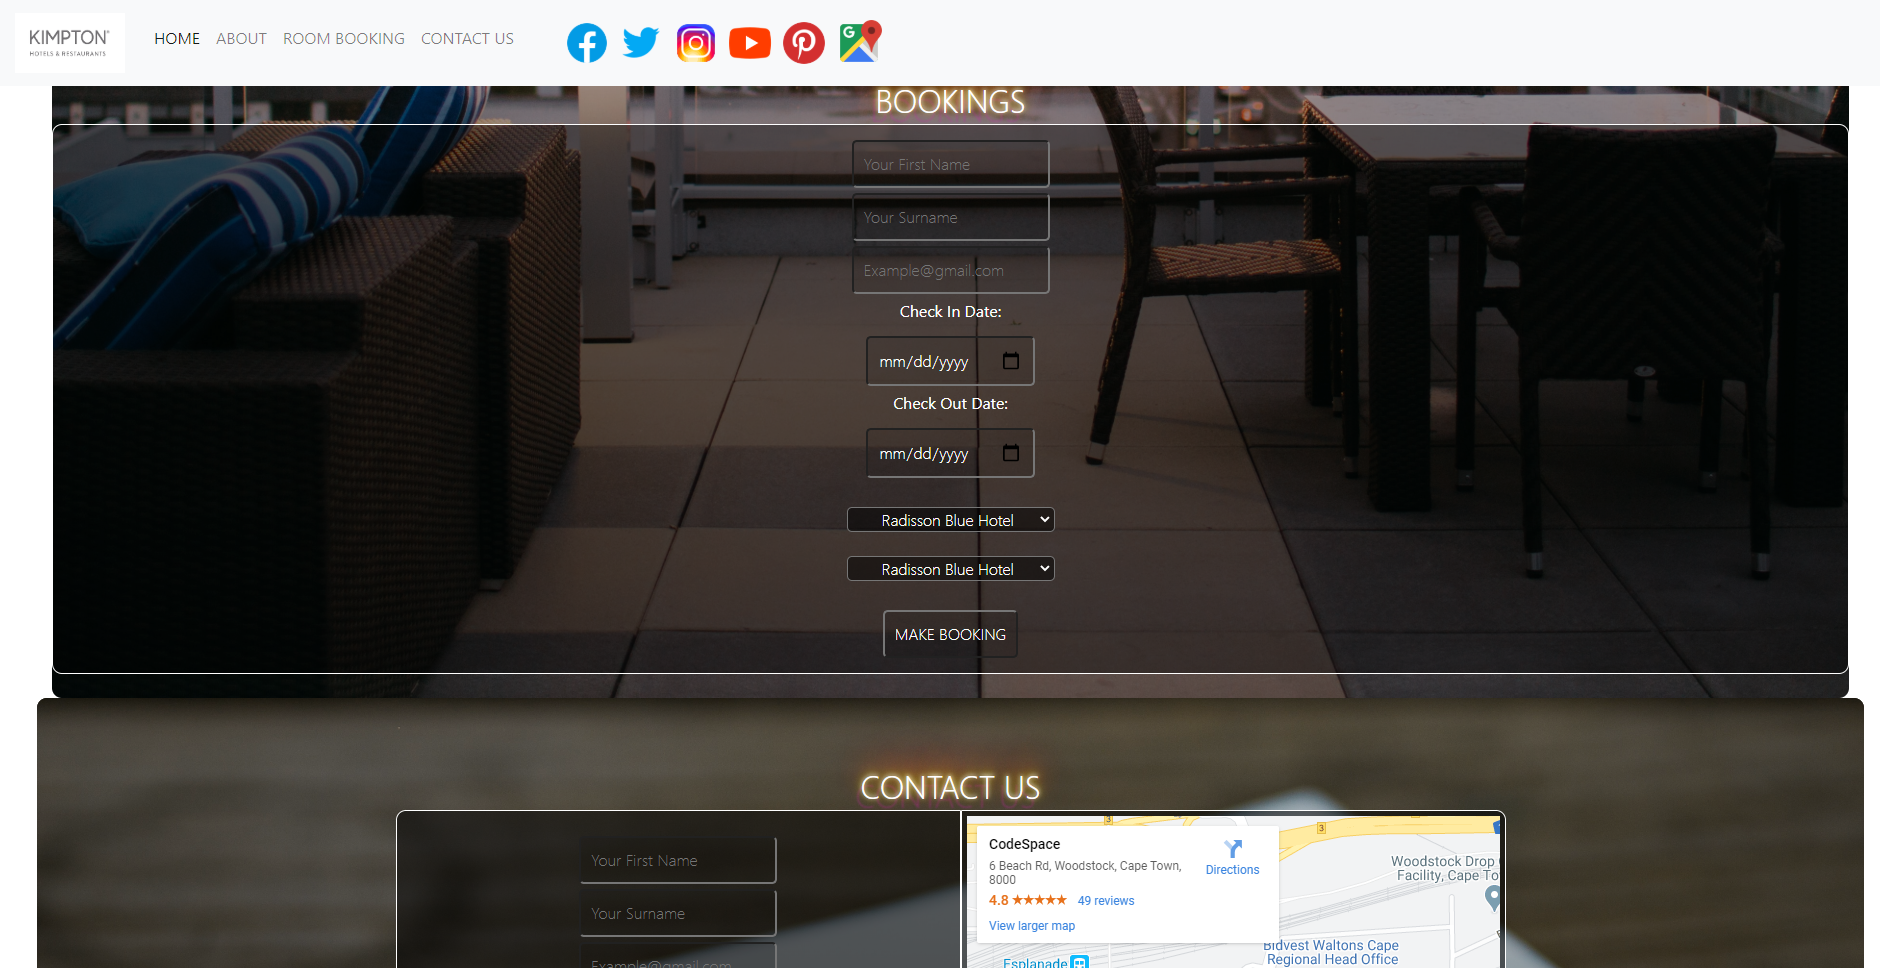 KIMPTON
HOTELS & RESTAURANTS
HOME
ABOUT
ROOM BOOKING
CONTACT US
BOOKINGS
Your First Name
Your Surname
Example@gmail.com
Check In Date:
mm/dd/yyyy
Check Out Date:
mm/dd/yyyy
Radisson Blue Hotel
Radisson Blue Hotel
MAKE BOOKING
CONTACT US
Your First Name
Your Surname
Example@gmail.com
3
3
CodeSpace
6 Beach Rd, Woodstock, Cape Town,
8000
Directions
4.8 ★★★★★ 49 reviews
View larger map
Woodstock Drop
Facility, Cape To
Bidvest Waltons Cape
Regional Head Office
Esplanade